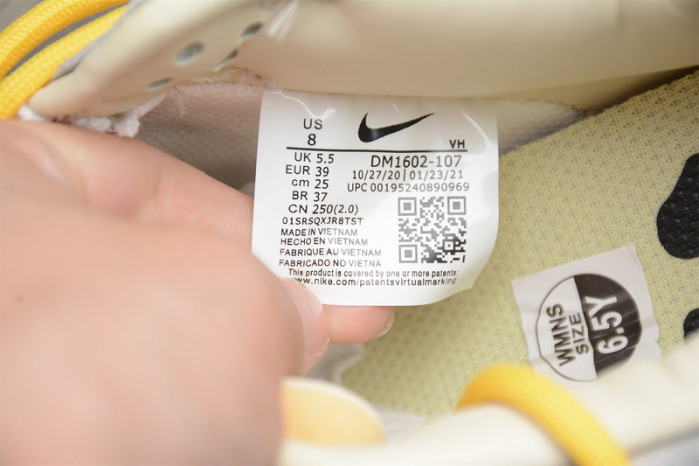 US
8
VH
UK 5.5
EUR 39
cm 25
BR 37
CN 250(2.0)
DM1602-107
10/27/20 | 01/23/21
UPC 00195240890969
01SRSQXJR8TST
MADE IN VIETNAM
HECHO EN VIETNAM
FABRIQUE AU VIETNAM
FABRICADO NO VIETNÃ
This product is covered by one or more patents
www.nike.com/patentsvirtualmarking
WMNS
SIZE
6.5Y